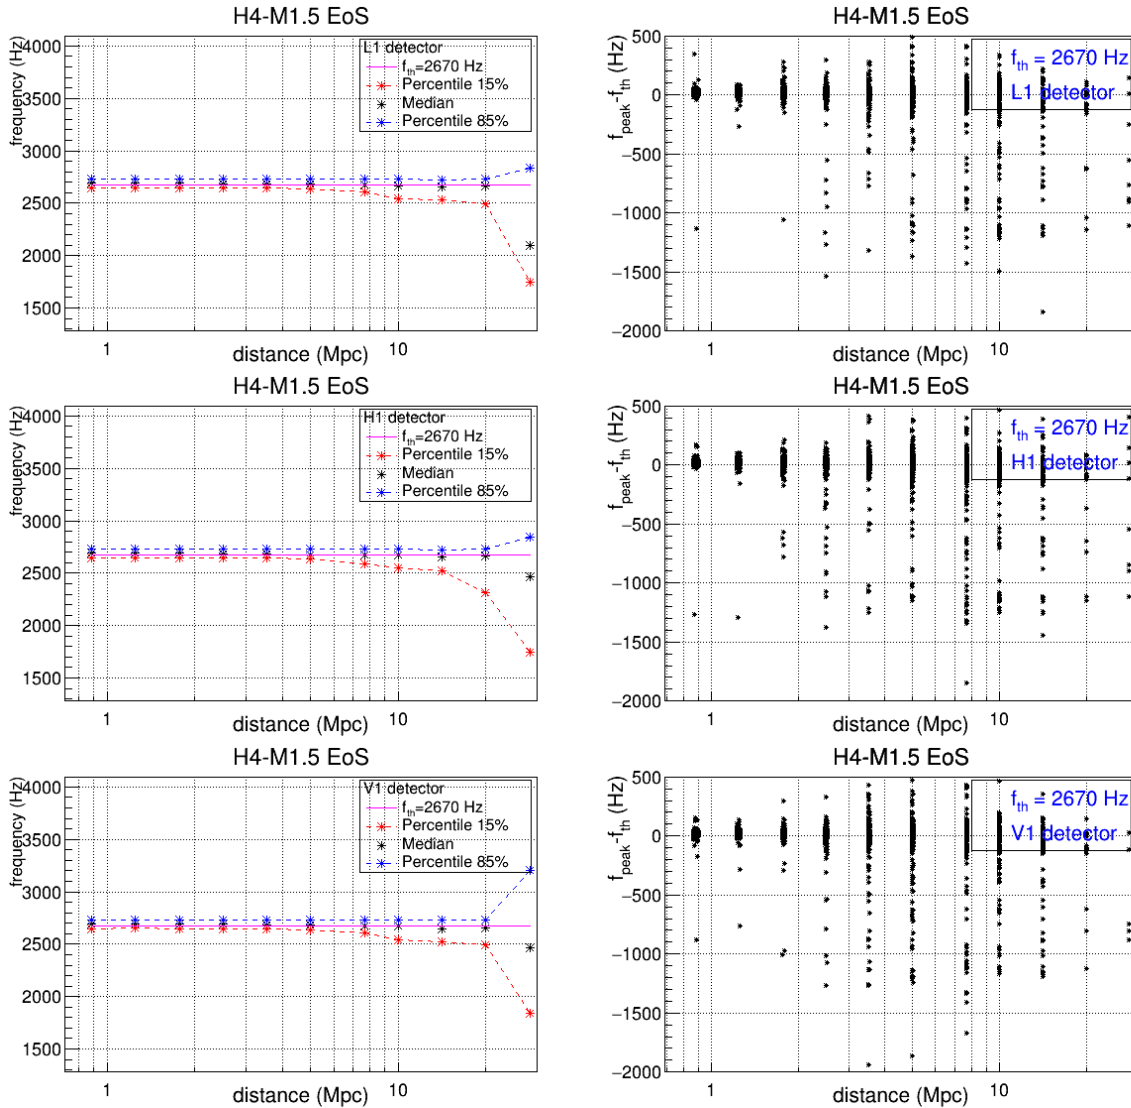 H4-M1.5 EoS
frequency (Hz)
4000
3500
3000
2500
2000
1500
L1 detector
f_th=2670 Hz
Percentile 15%
Median
Percentile 85%
1
10
distance (Mpc)
H4-M1.5 EoS
f_peak-f_th (Hz)
500
0
−500
−1000
−1500
−2000
f_th = 2670 Hz
L1 detector
1
10
distance (Mpc)
H4-M1.5 EoS
frequency (Hz)
4000
3500
3000
2500
2000
1500
H1 detector
f_th=2670 Hz
Percentile 15%
Median
Percentile 85%
1
10
distance (Mpc)
H4-M1.5 EoS
f_peak-f_th (Hz)
500
0
−500
−1000
−1500
−2000
f_th = 2670 Hz
H1 detector
1
10
distance (Mpc)
H4-M1.5 EoS
frequency (Hz)
4000
3500
3000
2500
2000
1500
V1 detector
f_th=2670 Hz
Percentile 15%
Median
Percentile 85%
1
10
distance (Mpc)
H4-M1.5 EoS
f_peak-f_th (Hz)
500
0
−500
−1000
−1500
−2000
f_th = 2670 Hz
V1 detector
1
10
distance (Mpc)